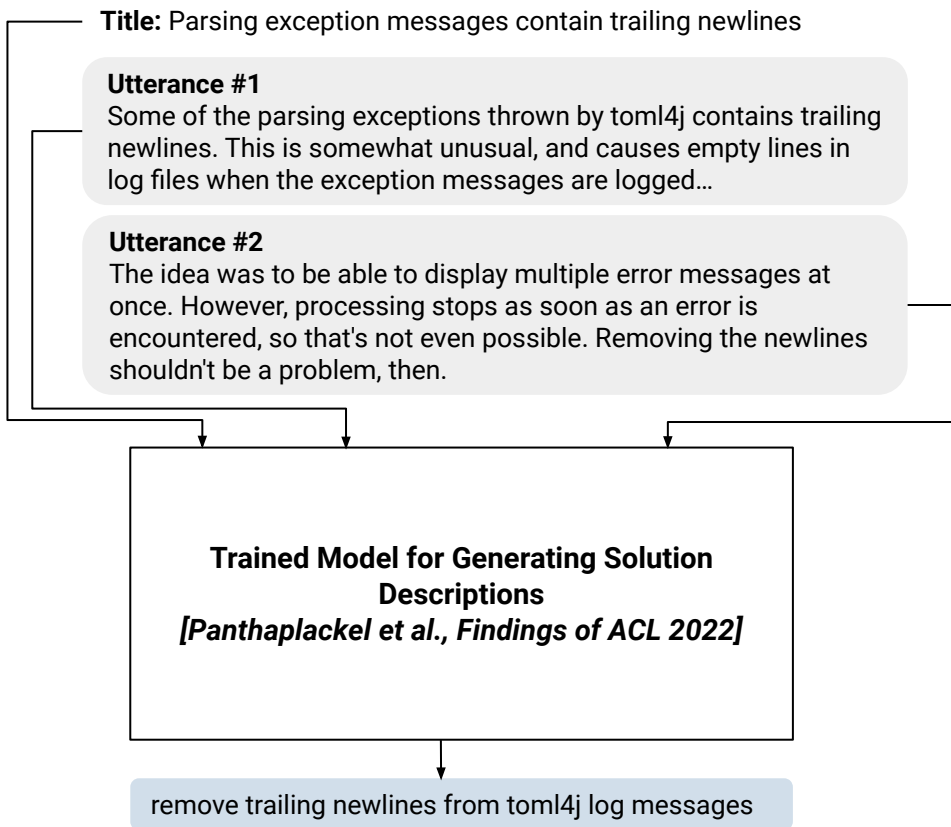 Title: Parsing exception messages contain trailing newlines
Utterance #1
Some of the parsing exceptions thrown by toml4j contains trailing
newlines. This is somewhat unusual, and causes empty lines in
log files when the exception messages are logged…
Utterance #2
The idea was to be able to display multiple error messages at
once. However, processing stops as soon as an error is
encountered, so that's not even possible. Removing the newlines
shouldn't be a problem, then.
Trained Model for Generating Solution
Descriptions
[Panthaplackel et al., Findings of ACL 2022]
remove trailing newlines from toml4j log messages